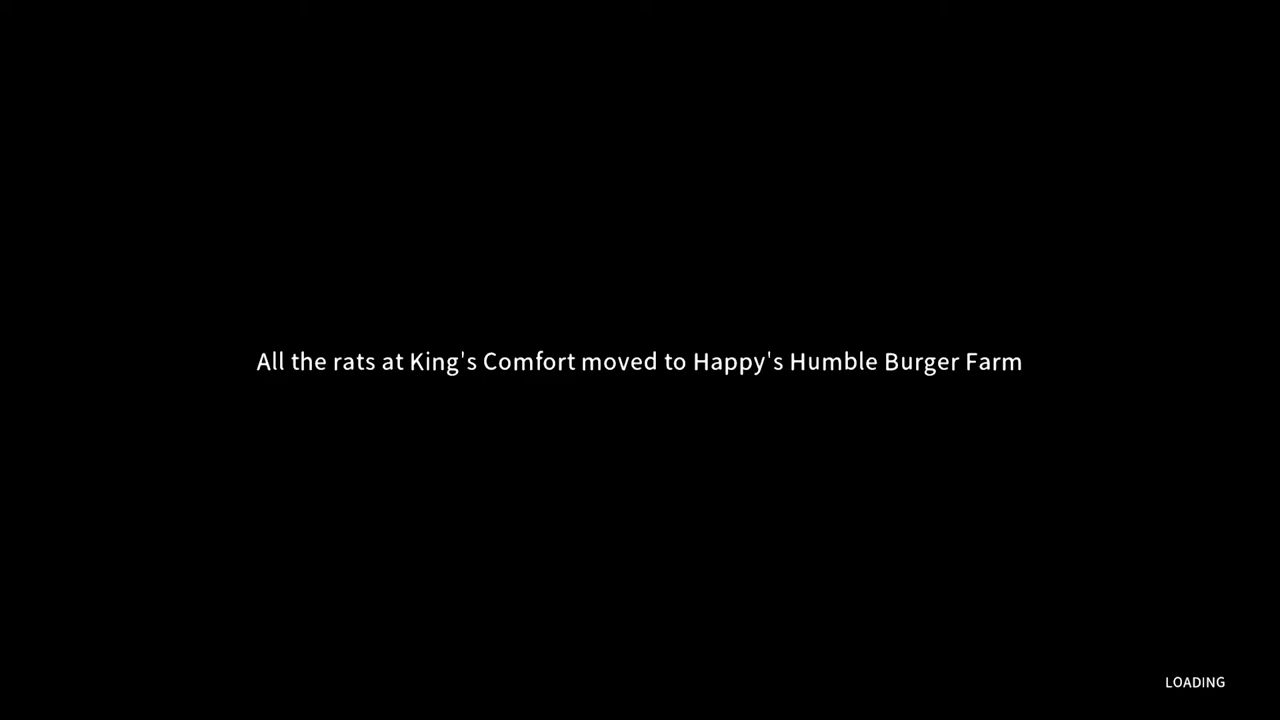 All the rats at King's Comfort moved to Happy's Humble Burger Farm
LOADING